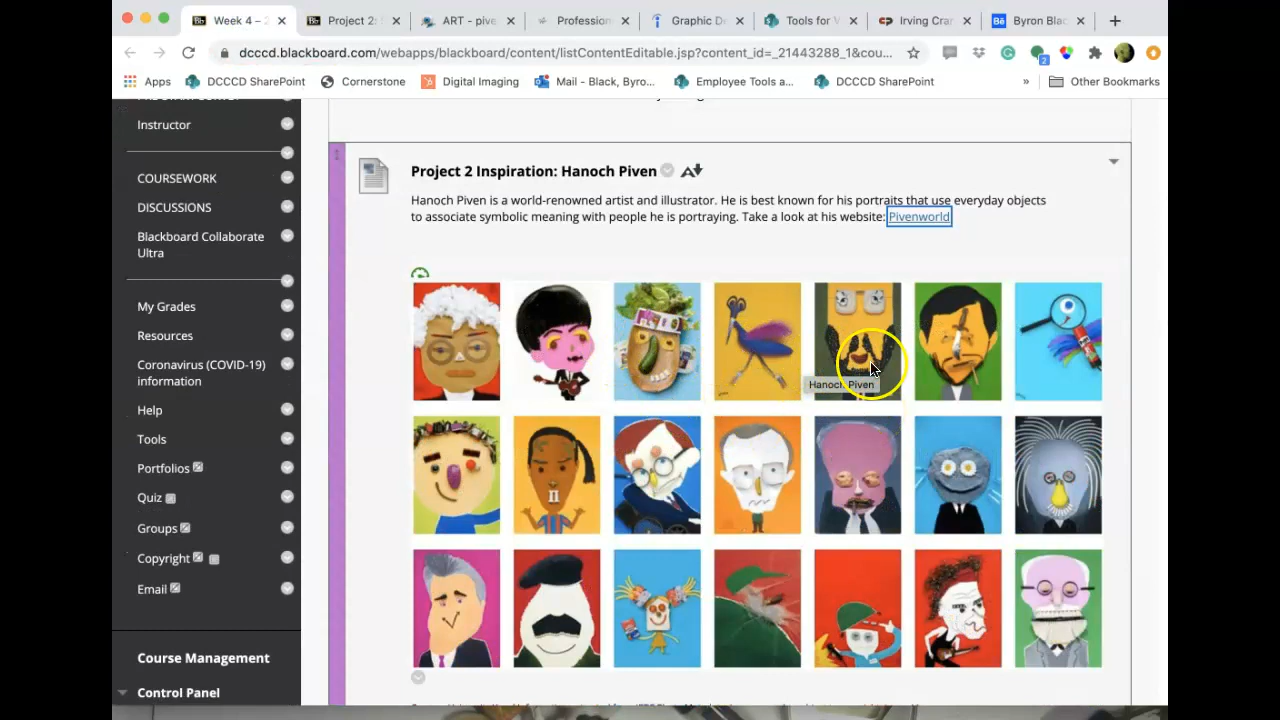 Week 4 – 2
Project 2:
ART - pive
Profession
Graphic De
Tools for V
Irving Cran
Byron Blac
dcccd.blackboard.com/webapps/blackboard/content/listContentEditable.jsp?content_id=_21443288_1&cou...
2
Apps
DCCCD SharePoint
Cornerstone
Digital Imaging
Mail - Black, Byro...
Employee Tools a...
DCCCD SharePoint
»
Other Bookmarks
Instructor
COURSEWORK
DISCUSSIONS
Blackboard Collaborate
Ultra
My Grades
Resources
Coronavirus (COVID-19)
information
Help
Tools
Portfolios
Quiz
Groups
Copyright
Email
Course Management
Control Panel
Project 2 Inspiration: Hanoch Piven
Hanoch Piven is a world-renowned artist and illustrator. He is best known for his portraits that use everyday objects
to associate symbolic meaning with people he is portraying. Take a look at his website: Pivenworld
Hanoch Piven